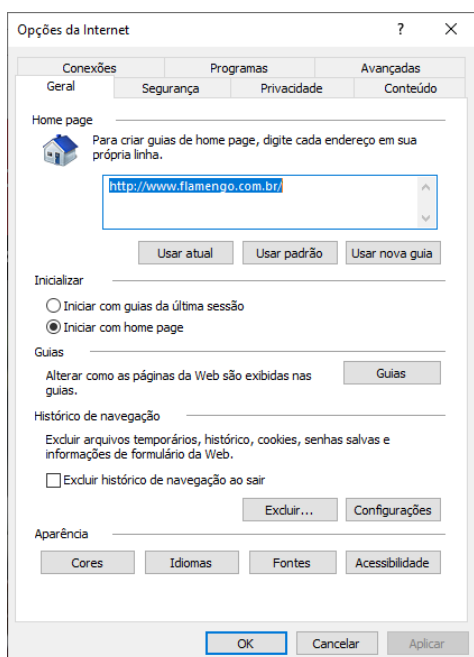 Opções da Internet
?
Conexões Programas Avançadas
Geral Segurança Privacidade Conteúdo
Home page
Para criar guias de home page, digite cada endereço em sua
própria linha.
http://www.flamengo.com.br/
Usar atual Usar padrão Usar nova guia
Inicializar
Iniciar com guias da última sessão
Iniciar com home page
Guias
Alterar como as páginas da Web são exibidas nas
guias.
Guias
Histórico de navegação
Excluir arquivos temporários, histórico, cookies, senhas salvas e
informações de formulário da Web.
Excluir histórico de navegação ao sair
Excluir... Configurações
Aparência
Cores Idiomas Fontes Acessibilidade
OK Cancelar Aplicar